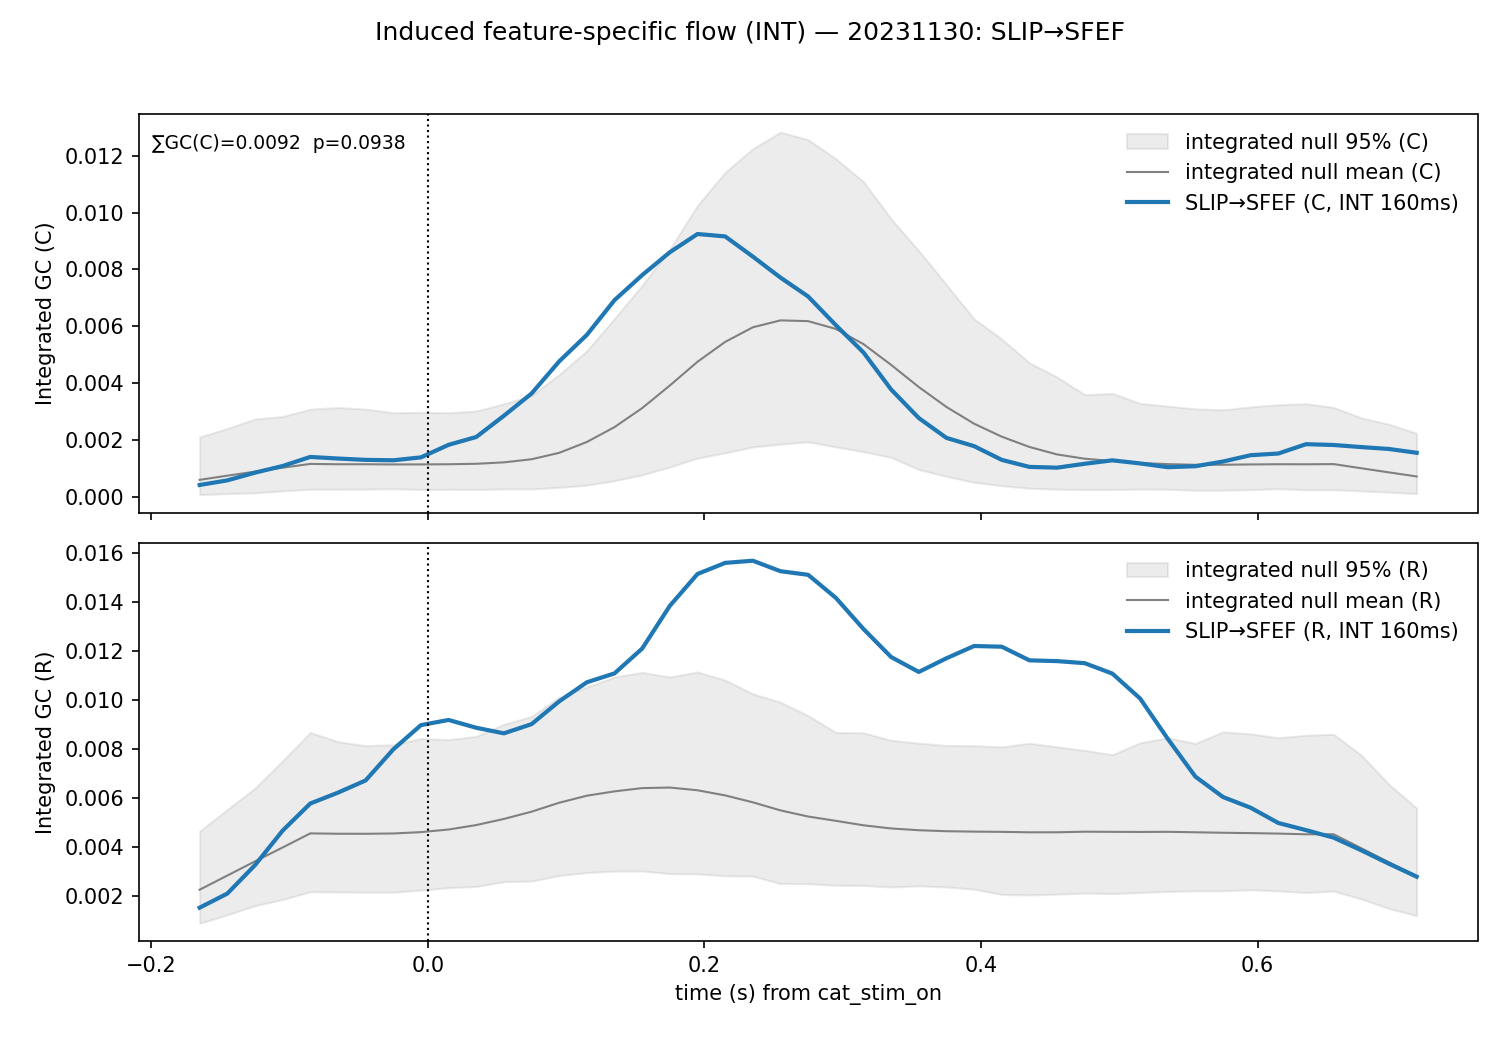 Induced feature-specific flow (INT) — 20231130: SLIP→SFEF
∑GC(C)=0.0092  p=0.0938
integrated null 95% (C)
integrated null mean (C)
SLIP→SFEF (C, INT 160ms)
Integrated GC (C)
0.012
0.010
0.008
0.006
0.004
0.002
0.000
integrated null 95% (R)
integrated null mean (R)
SLIP→SFEF (R, INT 160ms)
Integrated GC (R)
0.016
0.014
0.012
0.010
0.008
0.006
0.004
0.002
−0.2 0.0 0.2 0.4 0.6
time (s) from cat_stim_on